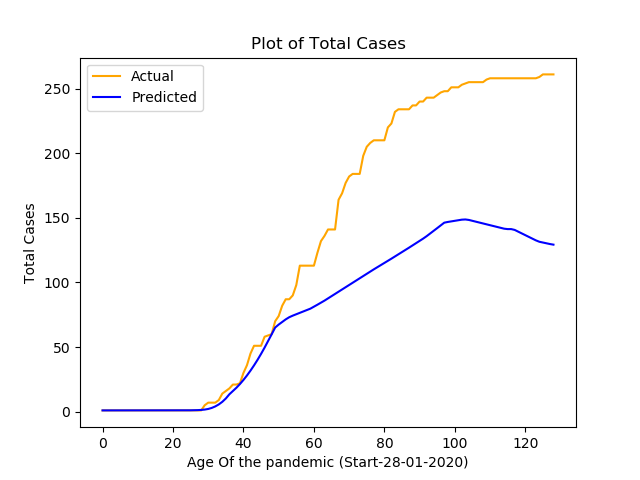 Plot of Total Cases
Actual
Predicted
250
200
150
100
50
0
Total Cases
0 20 40 60 80 100 120
Age Of the pandemic (Start-28-01-2020)